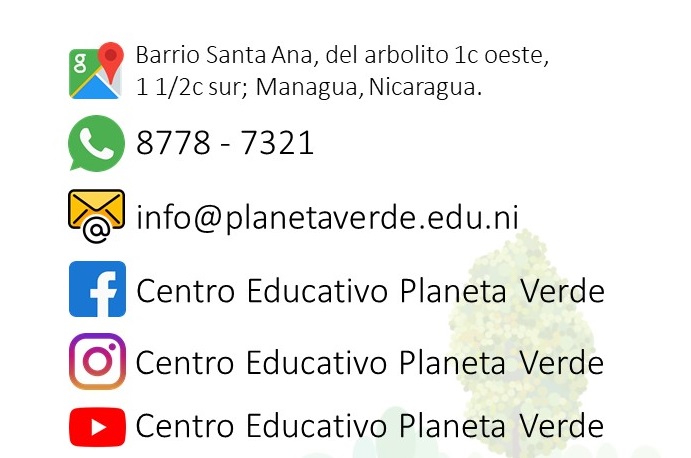 Barrio Santa Ana, del arbolito 1c oeste,
1 1/2c sur; Managua, Nicaragua.
8778 - 7321
info@planetaverde.edu.ni
Centro Educativo Planeta Verde
Centro Educativo Planeta Verde
Centro Educativo Planeta Verde